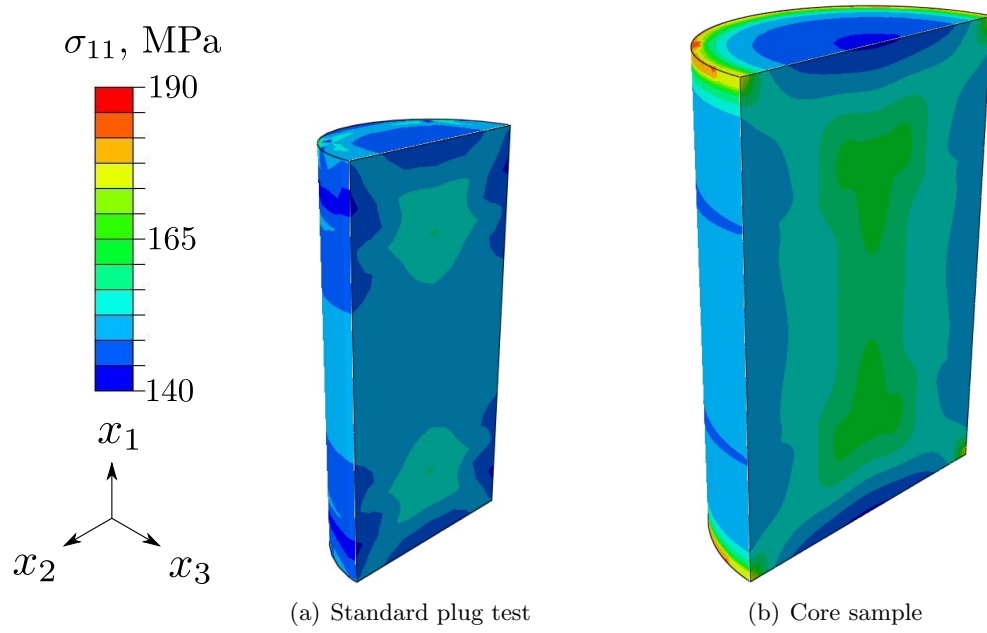 σ₁₁, MPa
190
165
140
x₁
x₂
x₃
(a) Standard plug test
(b) Core sample